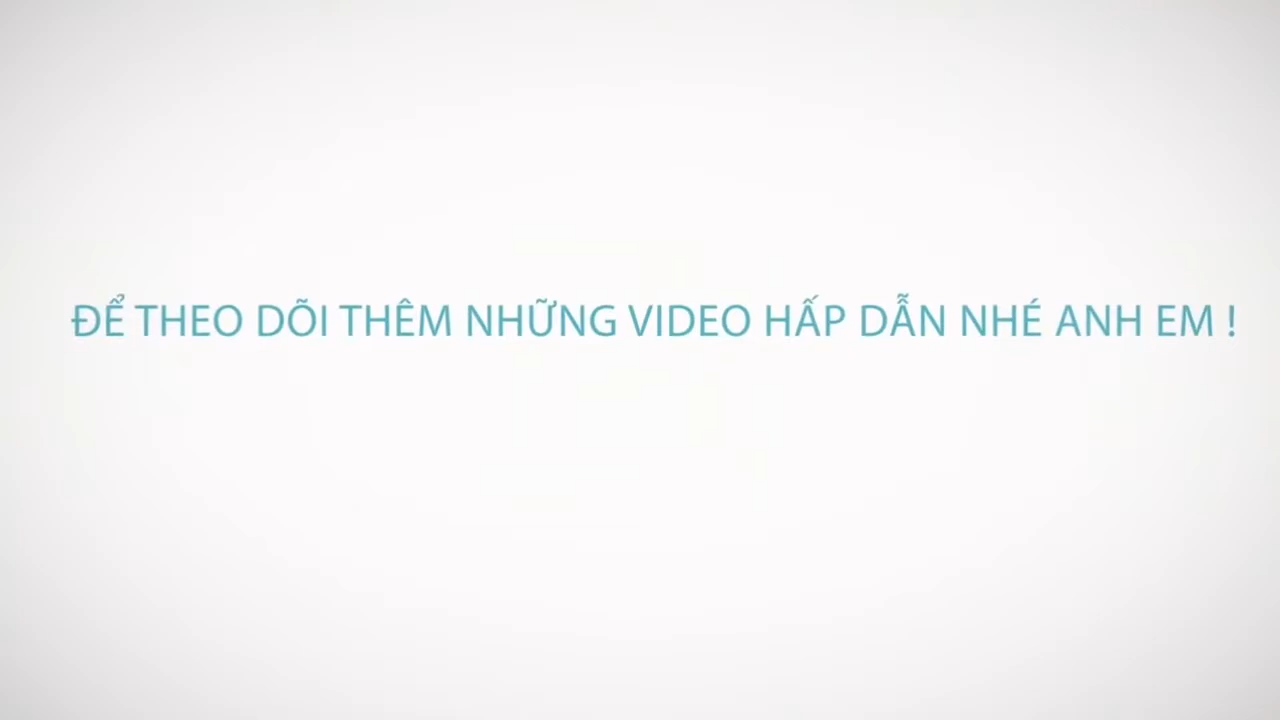 ĐỂ THEO DÕI THÊM NHỮNG VIDEO HẤP DẪN NHÉ ANH EM !